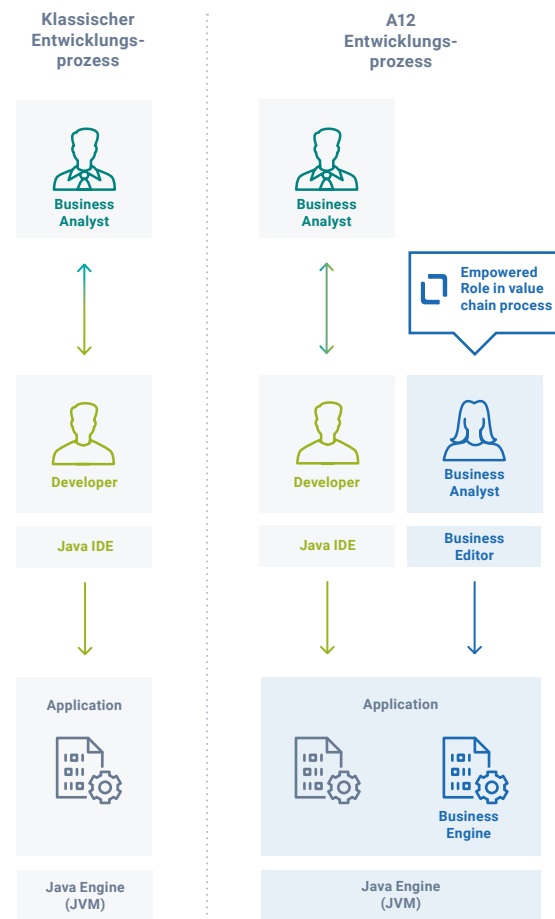 Klassischer
Entwicklungs-
prozess
A12
Entwicklungs-
prozess
Business
Analyst
Business
Analyst
Empowered
Role in value
chain process
Developer
Developer
Business
Analyst
Java IDE
Java IDE
Business
Editor
Application
Application
Business
Engine
Java Engine
(JVM)
Java Engine
(JVM)